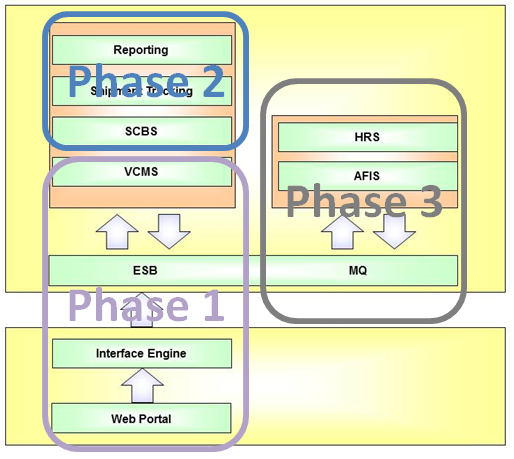 Reporting
Phase 2
Shipment Tracking
SCBS
HRS
VCMS
AFIS
Phase 3
ESB
MQ
Phase 1
Interface Engine
Web Portal